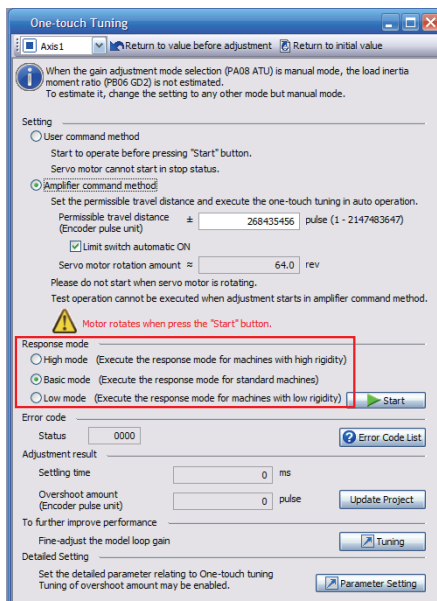 One-touch Tuning
Axis1 Return to value before adjustment Return to initial value
When the gain adjustment mode selection (PA08 ATU) is manual mode, the load inertia
moment ratio (PB06 GD2) is not estimated.
To estimate it, change the setting to any other mode but manual mode.
Setting
User command method
Start to operate before pressing "Start" button.
Servo motor cannot start in stop status.
Amplifier command method
Set the permissible travel distance and execute the one-touch tuning in auto operation.
Permissible travel distance
(Encoder pulse unit) ± 268435456 pulse (1 - 2147483647)
Limit switch automatic ON
Servo motor rotation amount ≈ 64.0 rev
Please do not start when servo motor is rotating.
Test operation cannot be executed when adjustment starts in amplifier command method.
Motor rotates when press the "Start" button.
Response mode
High mode (Execute the response mode for machines with high rigidity)
Basic mode (Execute the response mode for standard machines)
Low mode (Execute the response mode for machines with low rigidity) Start
Error code
Status 0000 Error Code List
Adjustment result
Settling time 0 ms
Overshoot amount
(Encoder pulse unit) 0 pulse Update Project
To further improve performance
Fine-adjust the model loop gain Tuning
Detailed Setting
Set the detailed parameter relating to One-touch tuning
Tuning of overshoot amount may be enabled. Parameter Setting